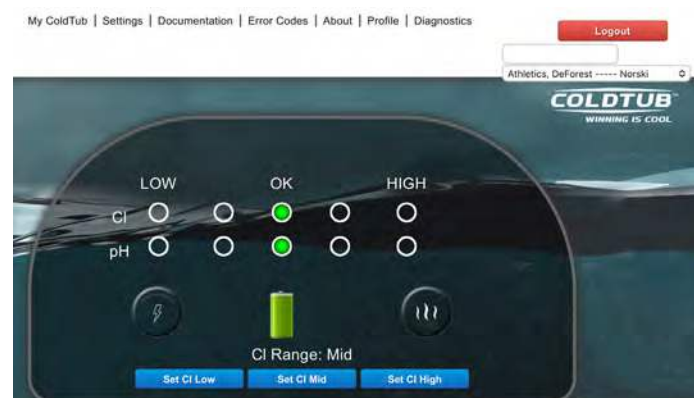 My ColdTub | Settings | Documentation | Error Codes | About | Profile | Diagnostics
Logout
Athletics, DeForest ----- Norski
COLDTUB
WINNING IS COOL
LOW OK HIGH
Cl
pH
Cl Range: Mid
Set Cl Low Set Cl Mid Set Cl High